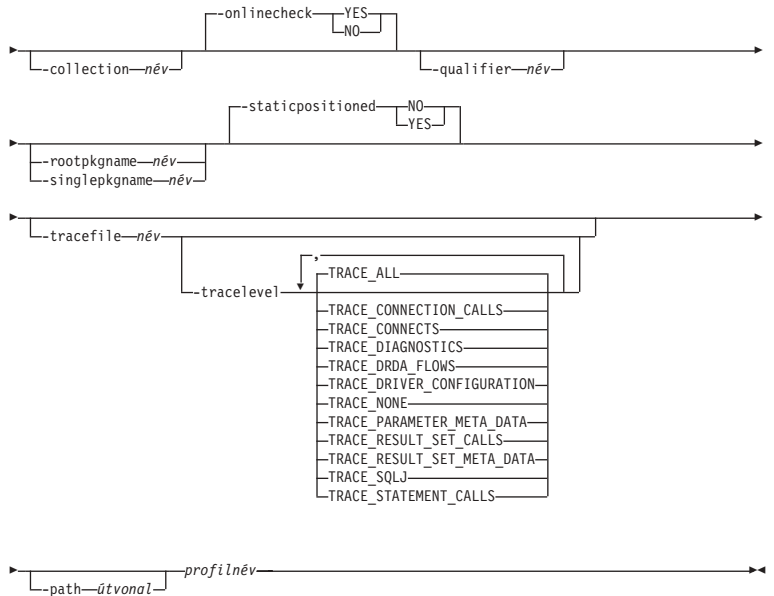 -onlinecheck YES
NO
-collection név
-qualifier név
-staticpositioned NO
YES
-rootpkgname név
-singlepkgname név
-tracefile név
,
-tracelevel
TRACE_ALL
TRACE_CONNECTION_CALLS
TRACE_CONNECTS
TRACE_DIAGNOSTICS
TRACE_DRDA_FLOWS
TRACE_DRIVER_CONFIGURATION
TRACE_NONE
TRACE_PARAMETER_META_DATA
TRACE_RESULT_SET_CALLS
TRACE_RESULT_SET_META_DATA
TRACE_SQLJ
TRACE_STATEMENT_CALLS
profilnév
-path útvonal